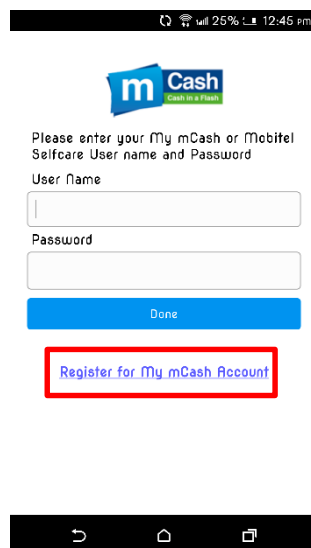 25% 12:45 PM
m Cash
Cash in a Flash
Please enter your My mCash or Mobitel
Selfcare User name and Password
User Name
Password
Done
Register for My mCash Account